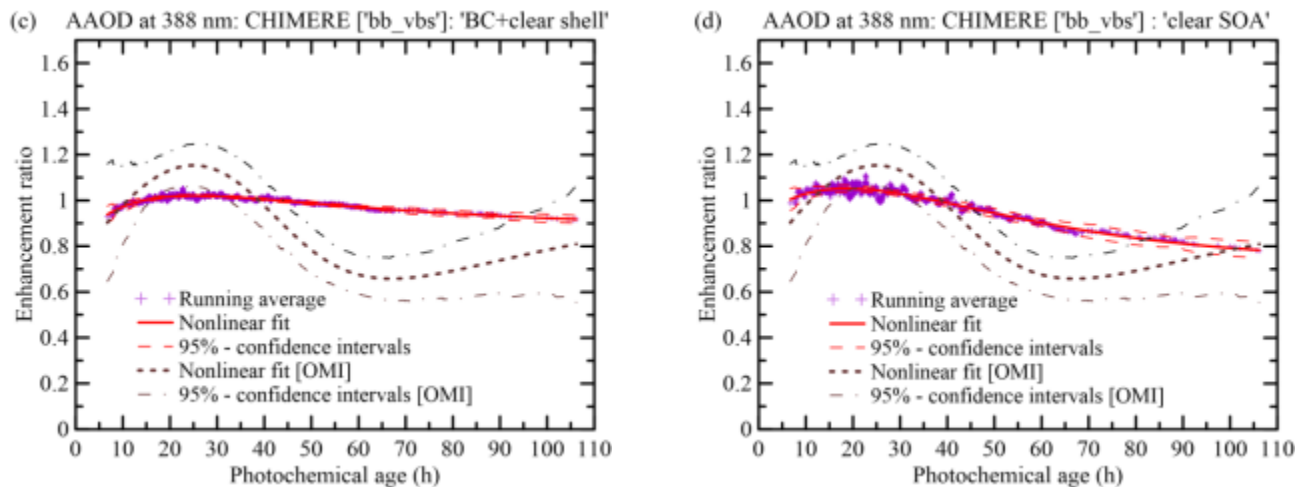 (c) AAOD at 388 nm: CHIMERE ['bb_vbs']: 'BC+clear shell'
1.6
1.4
1.2
1
0.8
0.6
0.4
0.2
0
Enhancement ratio
+ + Running average
Nonlinear fit
95% - confidence intervals
Nonlinear fit [OMI]
95% - confidence intervals [OMI]
0 10 20 30 40 50 60 70 80 90 100 110
Photochemical age (h)
(d) AAOD at 388 nm: CHIMERE ['bb_vbs'] : 'clear SOA'
1.6
1.4
1.2
1
0.8
0.6
0.4
0.2
0
Enhancement ratio
+ + Running average
Nonlinear fit
95% - confidence intervals
Nonlinear fit [OMI]
95% - confidence intervals [OMI]
0 10 20 30 40 50 60 70 80 90 100 110
Photochemical age (h)